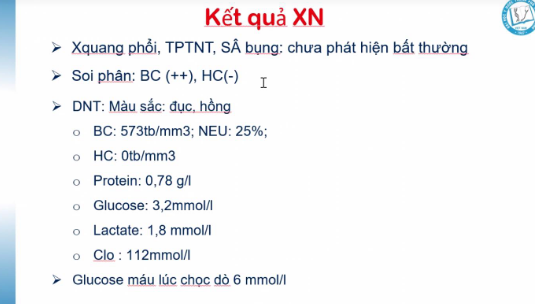 Kết quả XN
➢ Xquang phổi, TPTNT, SÂ bụng: chưa phát hiện bất thường
➢ Soi phân: BC (++), HC(-)
➢ DNT: Màu sắc: đục, hồng
o BC: 573tb/mm3; NEU: 25%;
o HC: 0tb/mm3
o Protein: 0,78 g/l
o Glucose: 3,2mmol/l
o Lactate: 1,8 mmol/l
o Clo : 112mmol/l
➢ Glucose máu lúc chọc dò 6 mmol/l